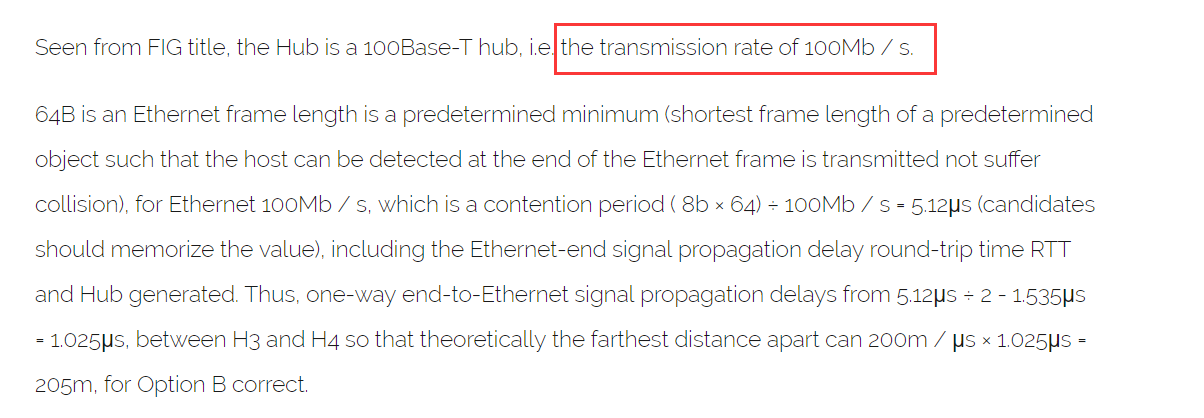 Seen from FIG title, the Hub is a 100Base-T hub, i.e. the transmission rate of 100Mb / s.
64B is an Ethernet frame length is a predetermined minimum (shortest frame length of a predetermined
object such that the host can be detected at the end of the Ethernet frame is transmitted not suffer
collision), for Ethernet 100Mb / s, which is a contention period ( 8b × 64) ÷ 100Mb / s = 5.12μs (candidates
should memorize the value), including the Ethernet-end signal propagation delay round-trip time RTT
and Hub generated. Thus, one-way end-to-Ethernet signal propagation delays from 5.12μs ÷ 2 - 1.535μs
= 1.025μs, between H3 and H4 so that theoretically the farthest distance apart can 200m / μs × 1.025μs =
205m, for Option B correct.